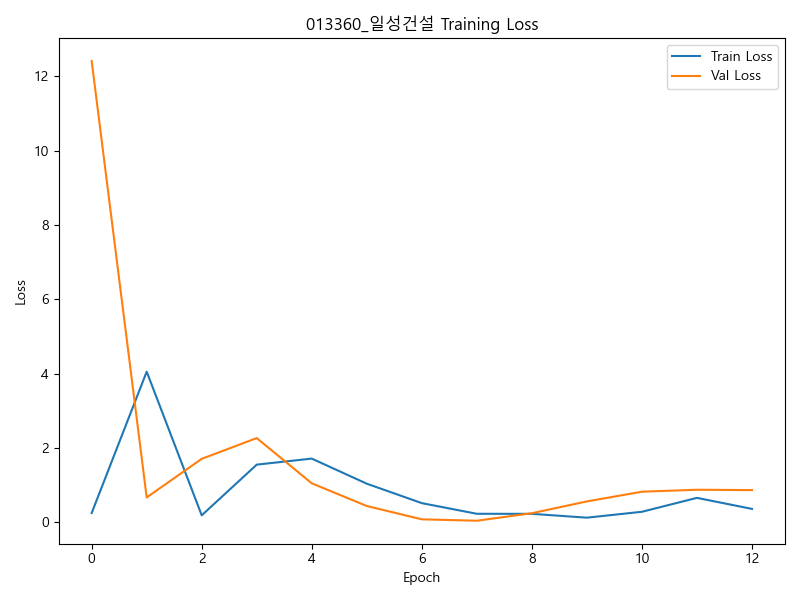 013360_일성건설 Training Loss
Train Loss
Val Loss
12
10
8
6
4
2
0
Loss
0 2 4 6 8 10 12
Epoch